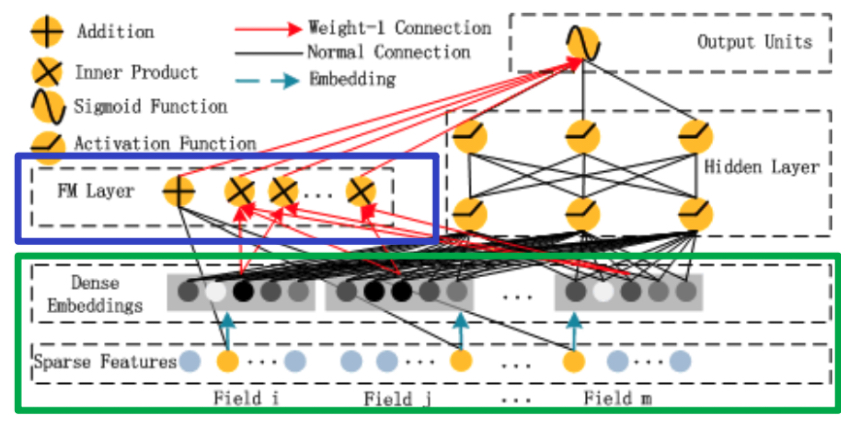 Addition
Inner Product
Sigmoid Function
Activation Function
Weight-1 Connection
Normal Connection
Embedding
Output Units
Hidden Layer
FM Layer
...
Dense
Embeddings
...
Sparse Features
... ... ... ...
Field i
Field j
...
Field m